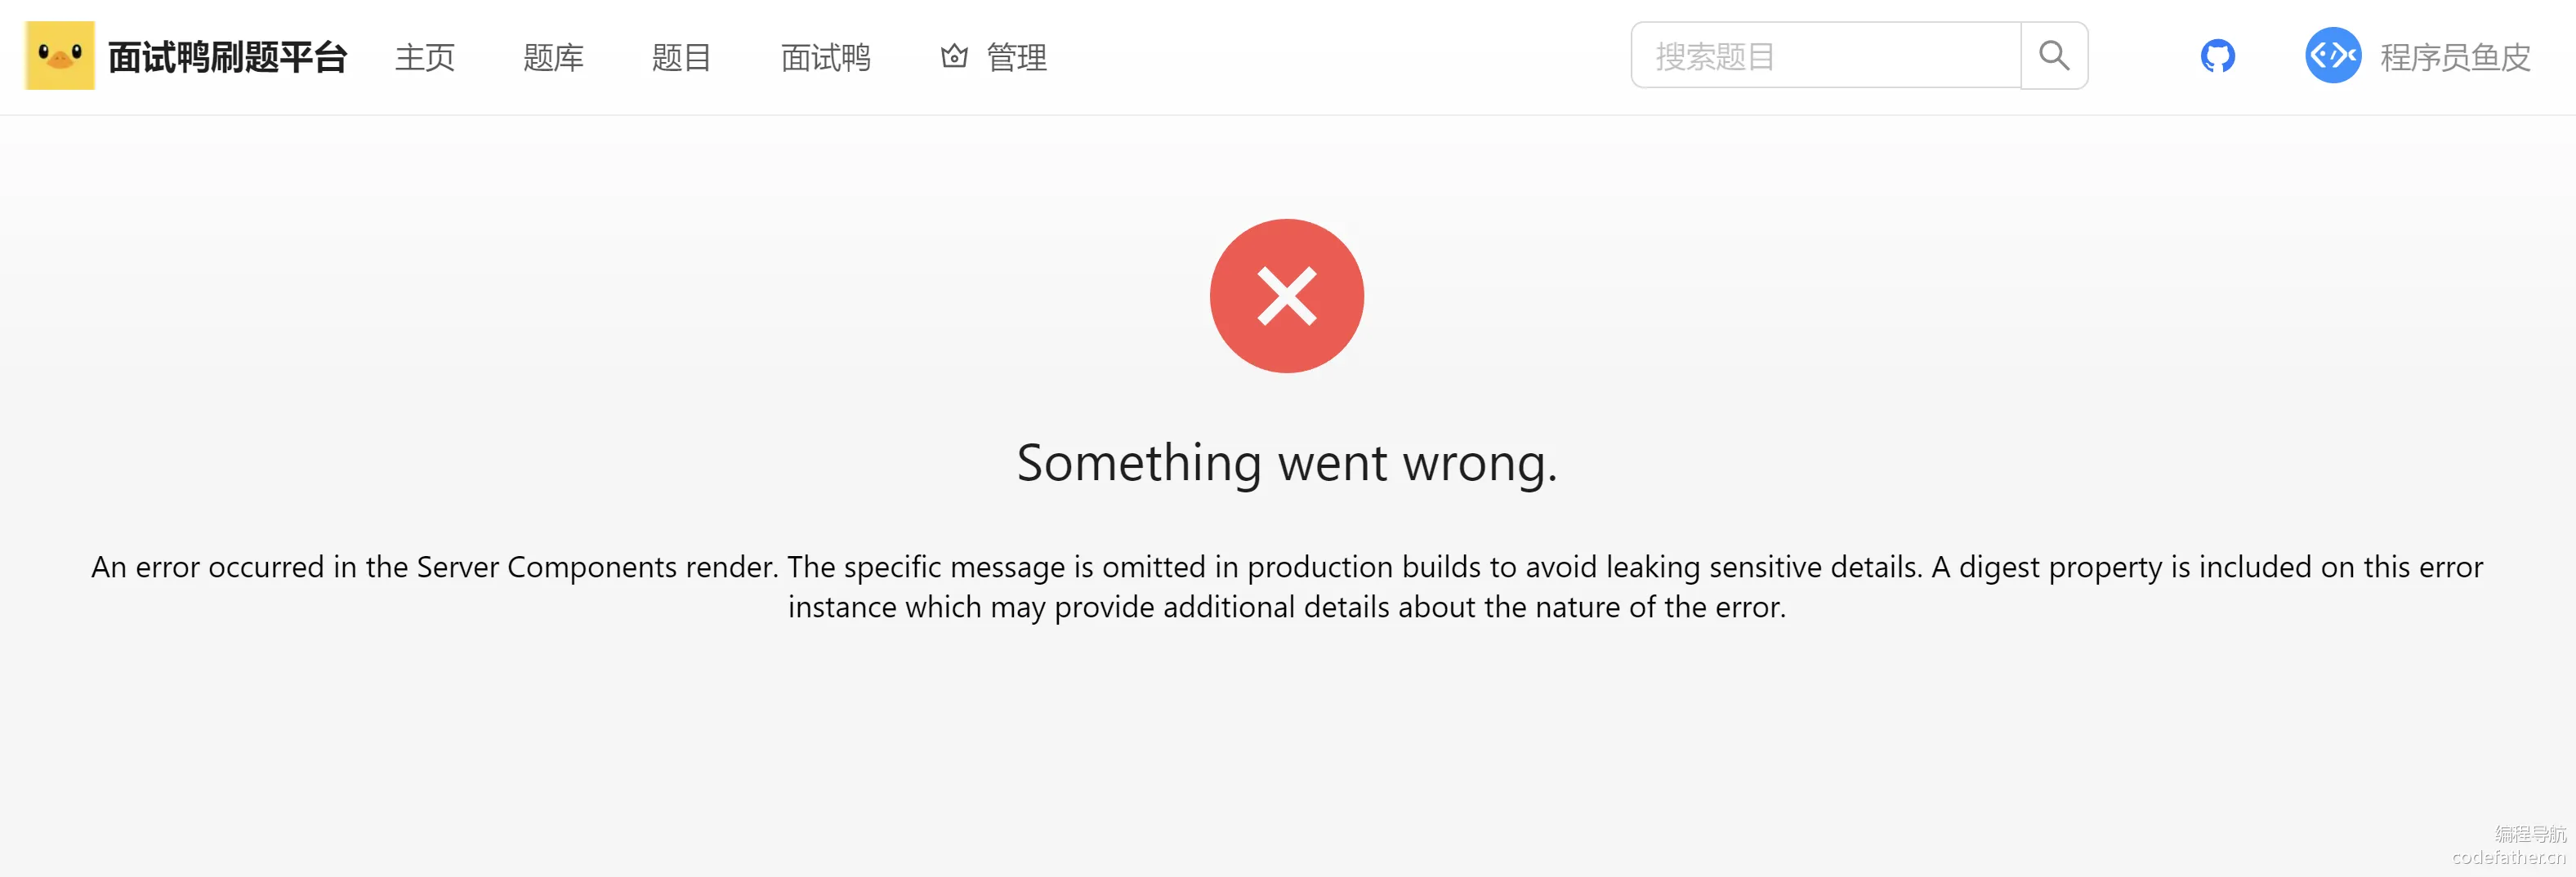 面试鸭刷题平台 主页 题库 题目 面试鸭 管理 搜索题目 程序员鱼皮
Something went wrong.
An error occurred in the Server Components render. The specific message is omitted in production builds to avoid leaking sensitive details. A digest property is included on this error
instance which may provide additional details about the nature of the error.
编程导航
codefather.cn